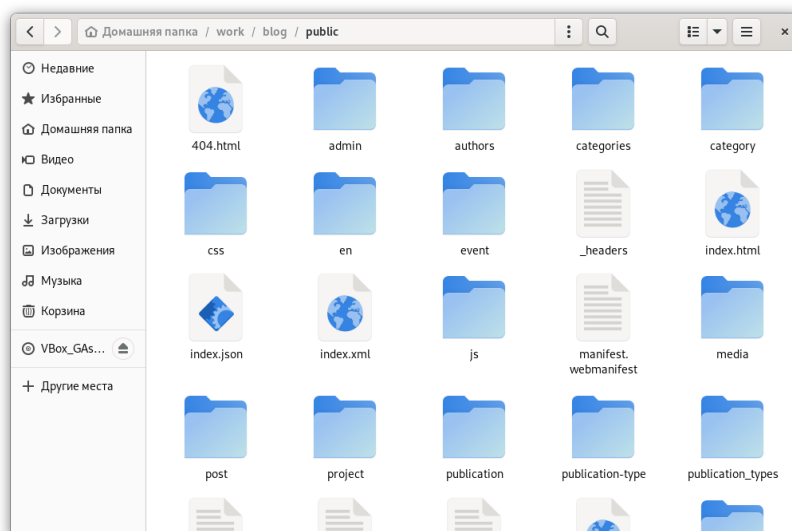 Домашняя папка / work / blog / public
Недавние
Избранные
Домашняя папка
Видео
Документы
Загрузки
Изображения
Музыка
Корзина
VBox_GAs...
Другие места
404.html
admin
authors
categories
category
css
en
event
_headers
index.html
index.json
index.xml
js
manifest.
webmanifest
media
post
project
publication
publication-type
publication_types